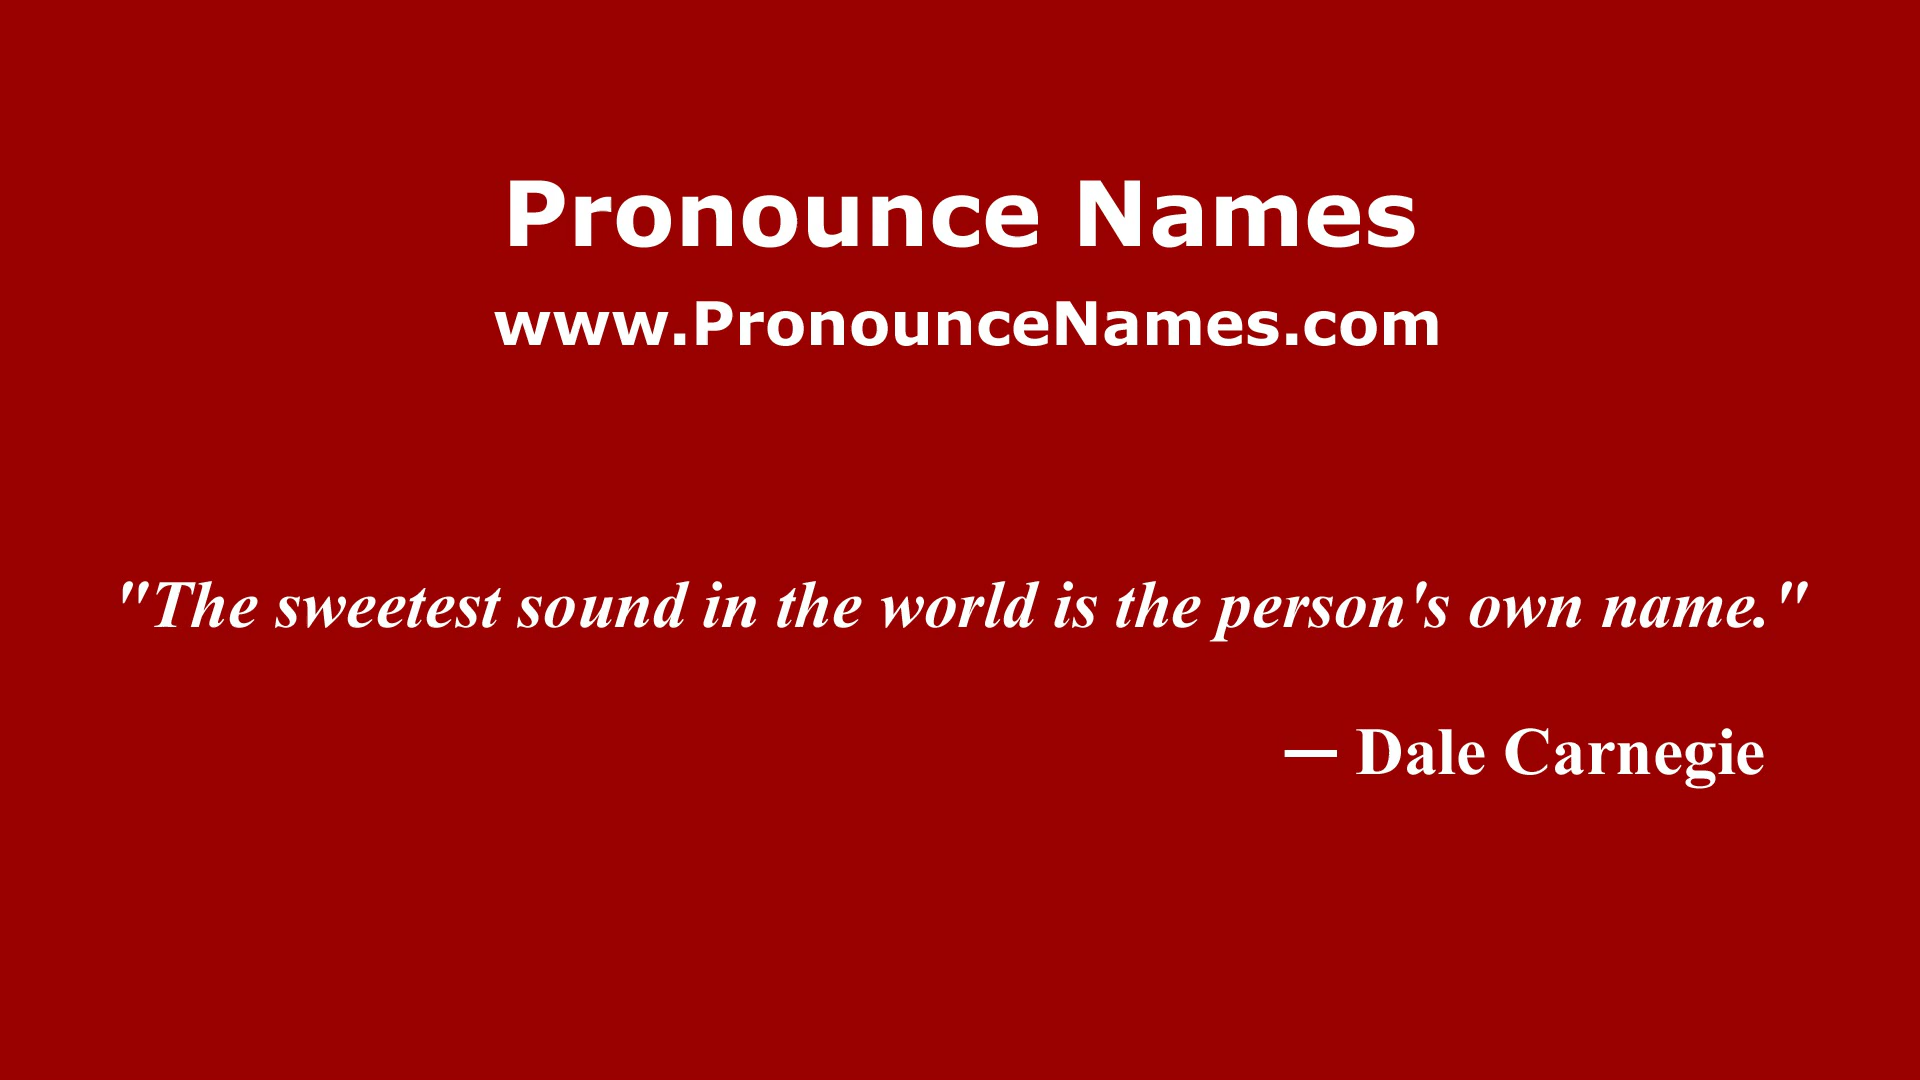 Pronounce Names
www.PronounceNames.com
"The sweetest sound in the world is the person's own name."
— Dale Carnegie